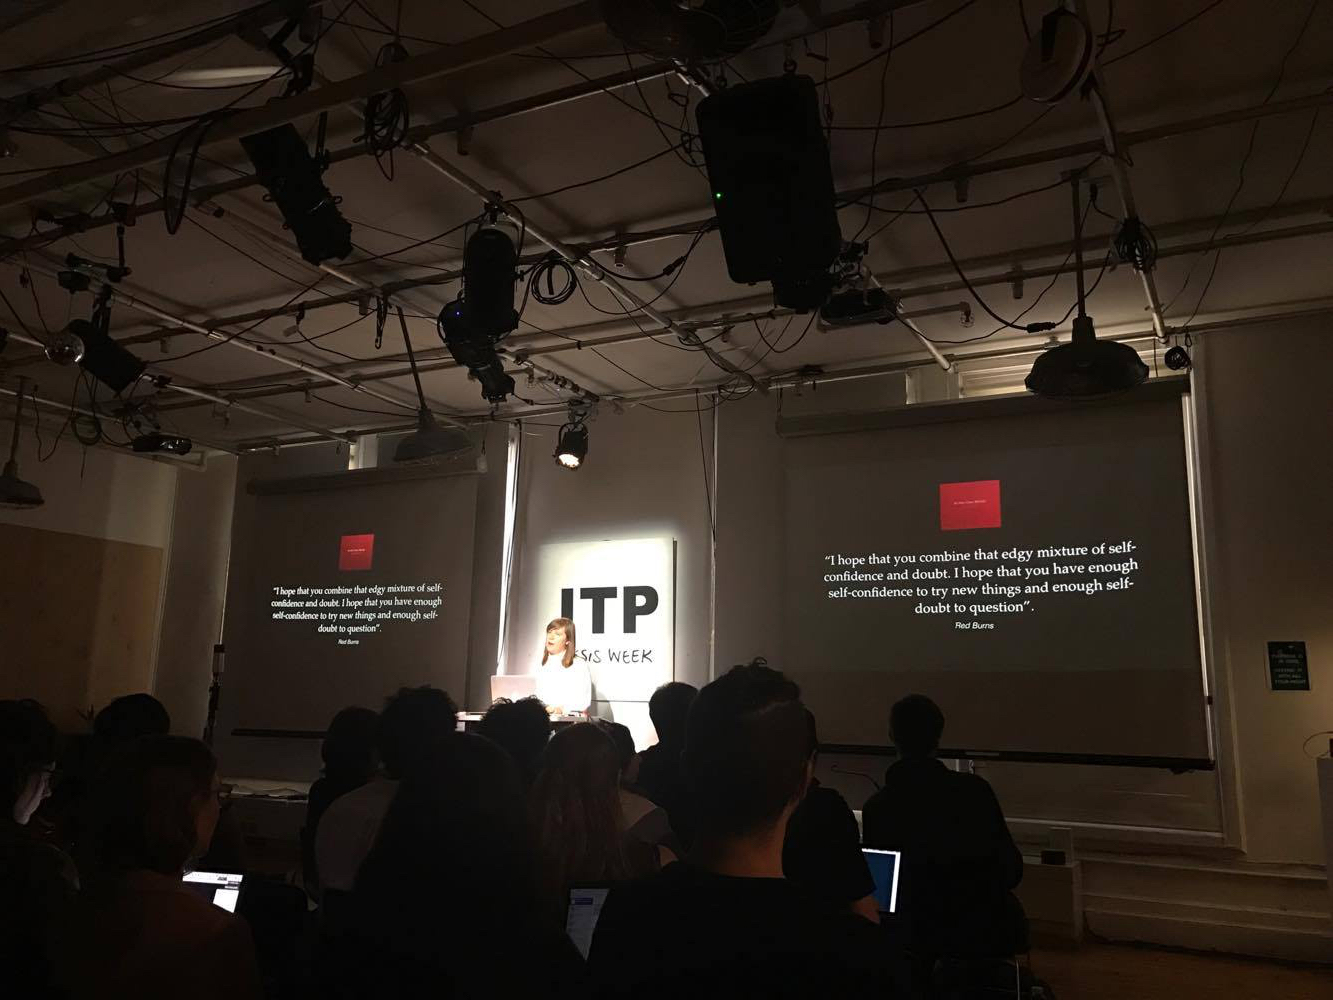 “I hope that you combine that edgy mixture of self-
confidence and doubt. I hope that you have enough
self-confidence to try new things and enough self-
doubt to question”.
Red Burns
ITP
WEEK
“I hope that you combine that edgy mixture of self-
confidence and doubt. I hope that you have enough
self-confidence to try new things and enough self-
doubt to question”.
Red Burns